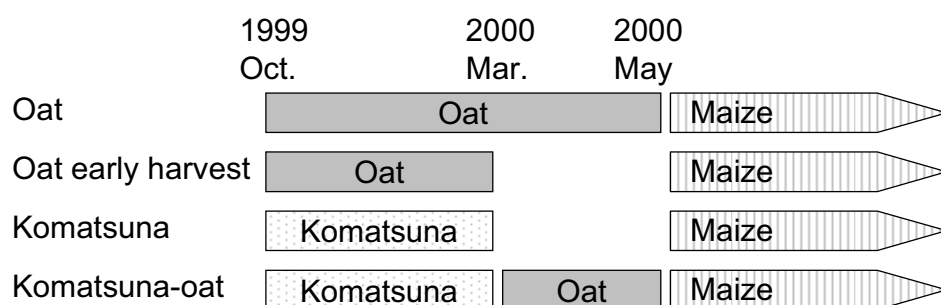 1999 2000 2000
Oct. Mar. May
Oat Oat Maize
Oat early harvest Oat Maize
Komatsuna Komatsuna Maize
Komatsuna-oat Komatsuna Oat Maize